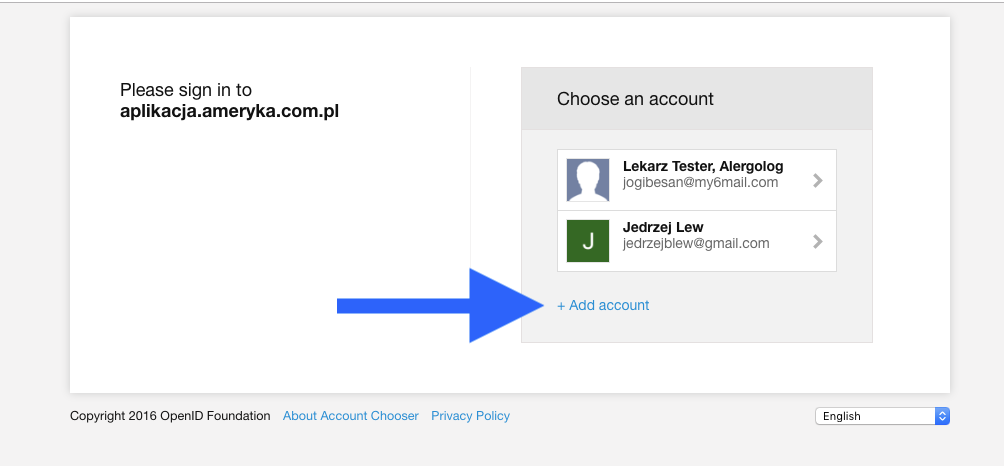 Please sign in to
aplikacja.ameryka.com.pl
Choose an account
Lekarz Tester, Alergolog
jogibesan@my6mail.com
J
Jedrzej Lew
jedrzejblew@gmail.com
+ Add account
Copyright 2016 OpenID Foundation About Account Chooser Privacy Policy English